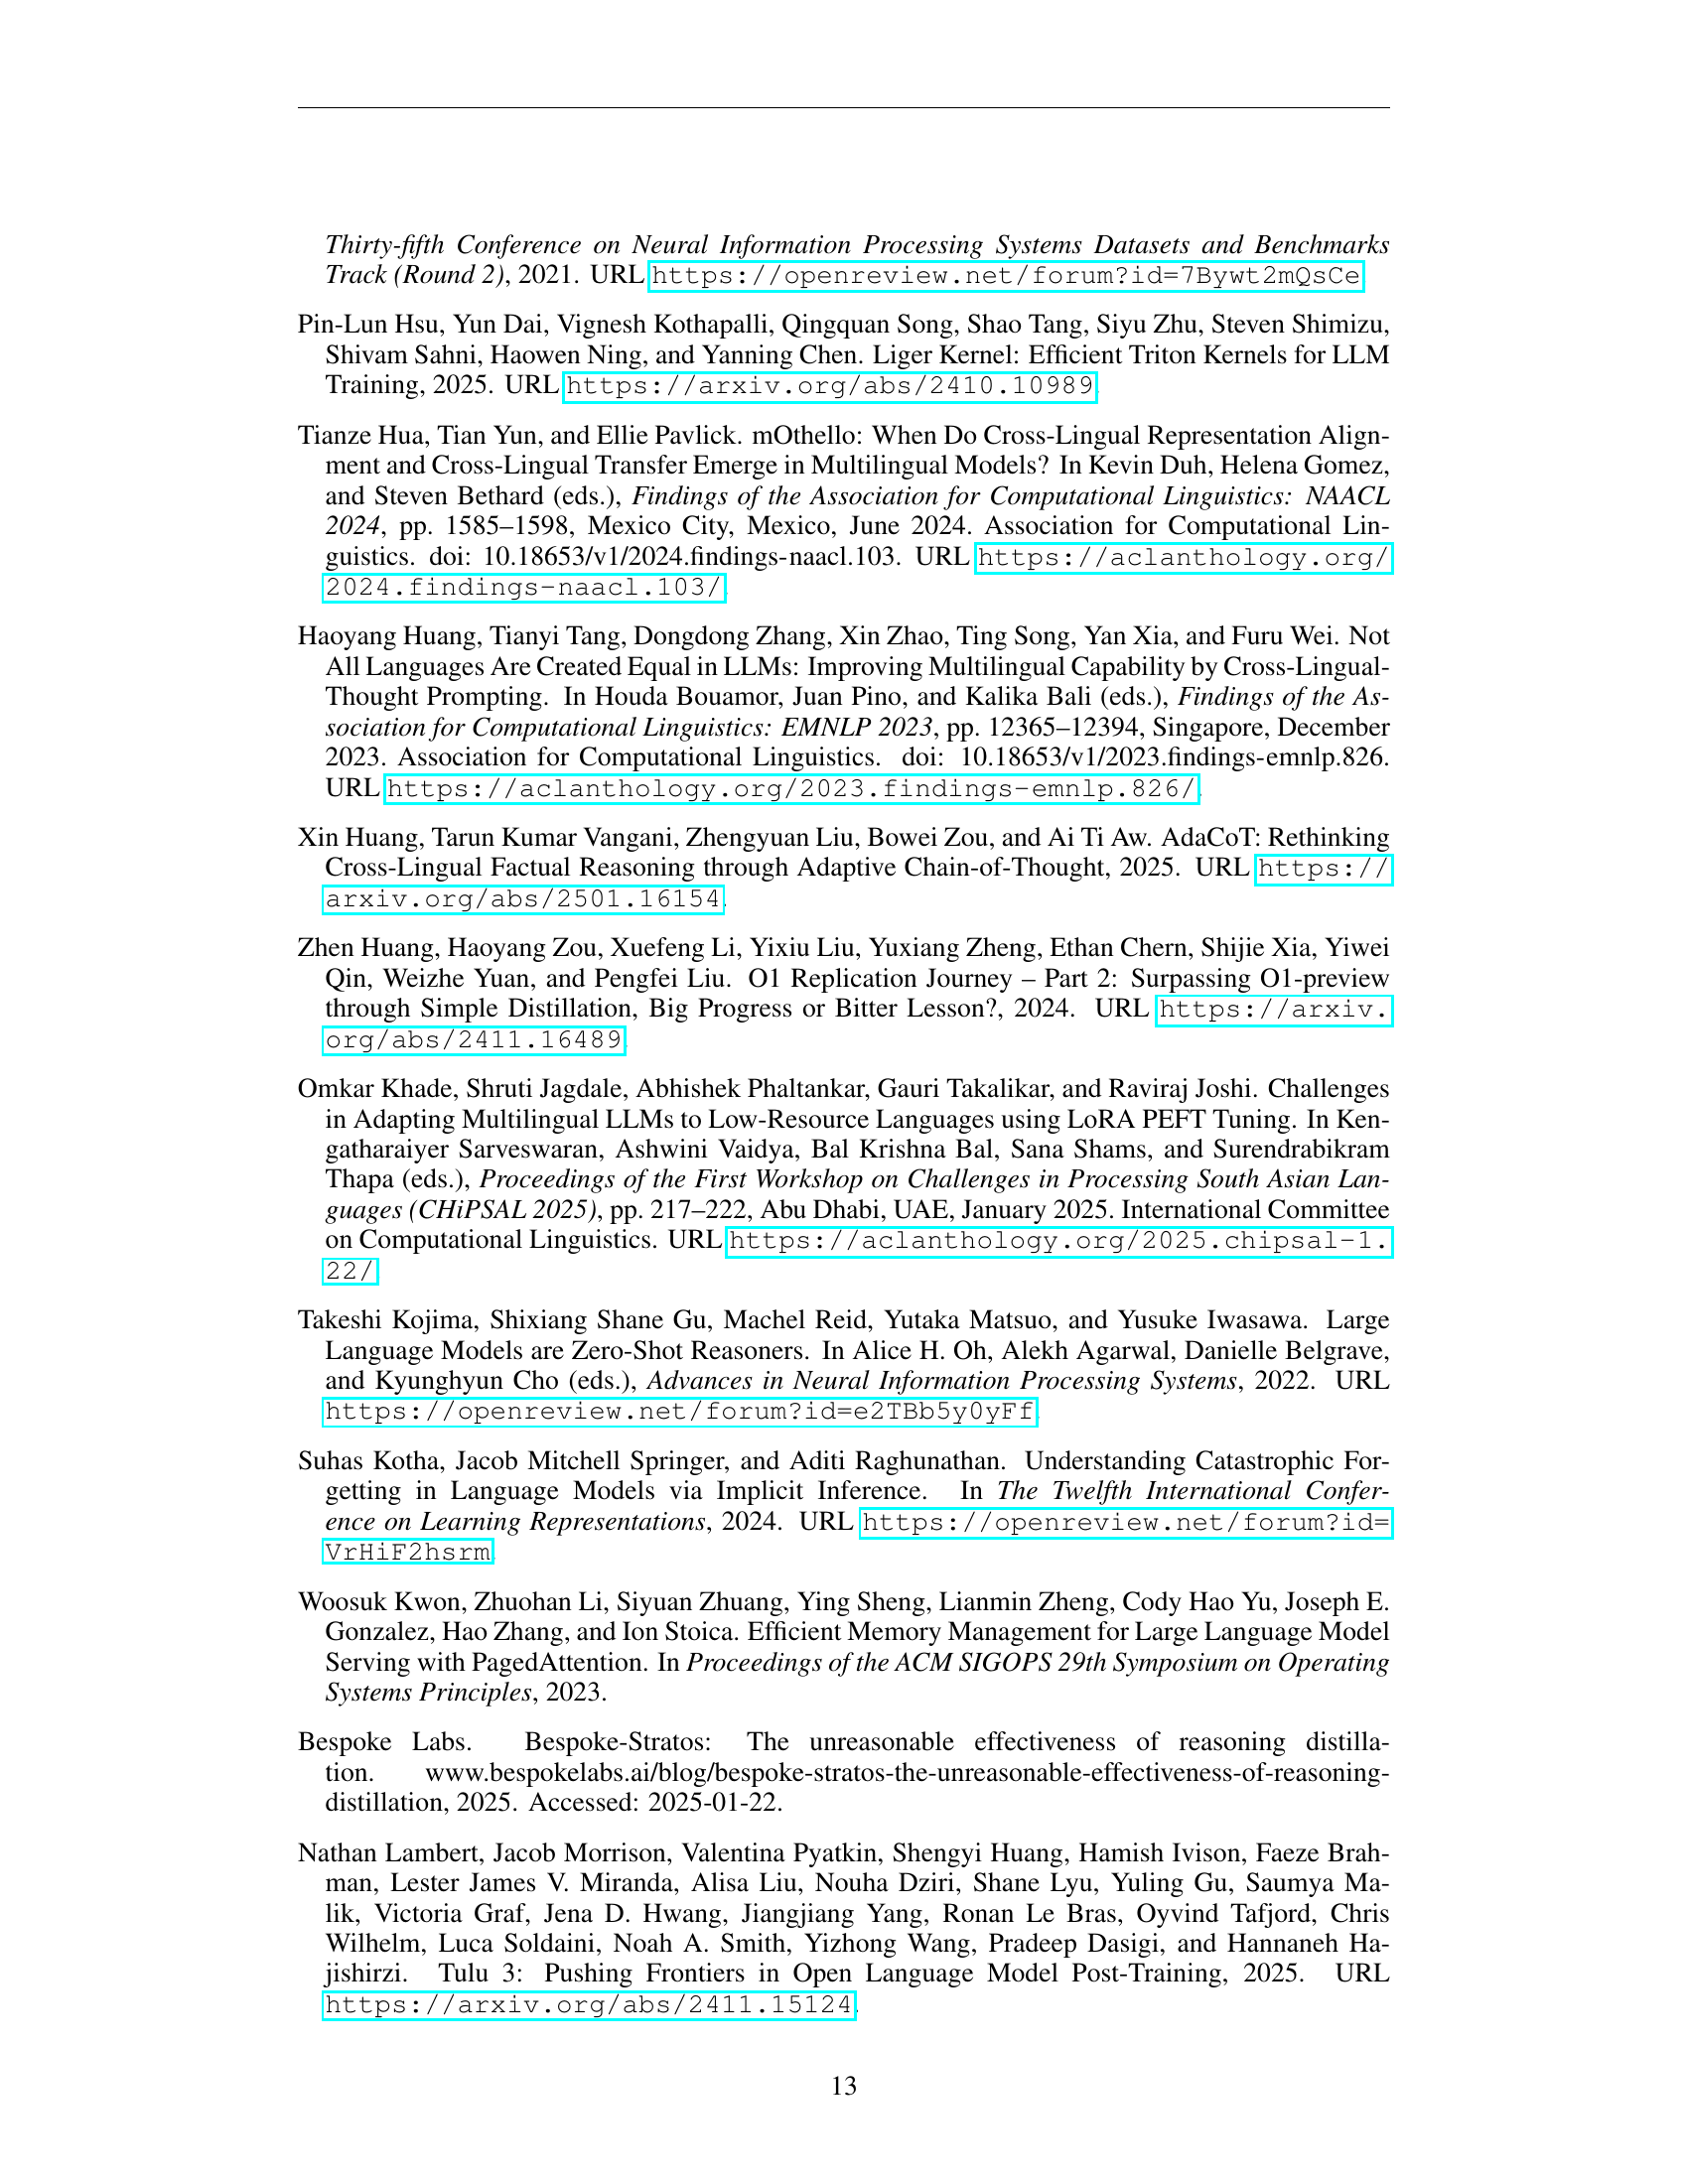 Thirty-fifth Conference on Neural Information Processing Systems Datasets and Benchmarks
Track (Round 2), 2021. URL https://openreview.net/forum?id=7Bywt2mQsCe.
Pin-Lun Hsu, Yun Dai, Vignesh Kothapalli, Qingquan Song, Shao Tang, Siyu Zhu, Steven Shimizu,
Shivam Sahni, Haowen Ning, and Yanning Chen. Liger Kernel: Efficient Triton Kernels for LLM
Training, 2025. URL https://arxiv.org/abs/2410.10989.
Tianze Hua, Tian Yun, and Ellie Pavlick. mOthello: When Do Cross-Lingual Representation Align-
ment and Cross-Lingual Transfer Emerge in Multilingual Models? In Kevin Duh, Helena Gomez,
and Steven Bethard (eds.), Findings of the Association for Computational Linguistics: NAACL
2024, pp. 1585–1598, Mexico City, Mexico, June 2024. Association for Computational Lin-
guistics. doi: 10.18653/v1/2024.findings-naacl.103. URL https://aclanthology.org/
2024.findings-naacl.103/.
Haoyang Huang, Tianyi Tang, Dongdong Zhang, Xin Zhao, Ting Song, Yan Xia, and Furu Wei. Not
All Languages Are Created Equal in LLMs: Improving Multilingual Capability by Cross-Lingual-
Thought Prompting. In Houda Bouamor, Juan Pino, and Kalika Bali (eds.), Findings of the As-
sociation for Computational Linguistics: EMNLP 2023, pp. 12365–12394, Singapore, December
2023. Association for Computational Linguistics. doi: 10.18653/v1/2023.findings-emnlp.826.
URL https://aclanthology.org/2023.findings-emnlp.826/.
Xin Huang, Tarun Kumar Vangani, Zhengyuan Liu, Bowei Zou, and Ai Ti Aw. AdaCoT: Rethinking
Cross-Lingual Factual Reasoning through Adaptive Chain-of-Thought, 2025. URL https://
arxiv.org/abs/2501.16154.
Zhen Huang, Haoyang Zou, Xuefeng Li, Yixiu Liu, Yuxiang Zheng, Ethan Chern, Shijie Xia, Yiwei
Qin, Weizhe Yuan, and Pengfei Liu. O1 Replication Journey – Part 2: Surpassing O1-preview
through Simple Distillation, Big Progress or Bitter Lesson?, 2024. URL https://arxiv.
org/abs/2411.16489.
Omkar Khade, Shruti Jagdale, Abhishek Phaltankar, Gauri Takalikar, and Raviraj Joshi. Challenges
in Adapting Multilingual LLMs to Low-Resource Languages using LoRA PEFT Tuning. In Ken-
gatharaiyer Sarveswaran, Ashwini Vaidya, Bal Krishna Bal, Sana Shams, and Surendrabikram
Thapa (eds.), Proceedings of the First Workshop on Challenges in Processing South Asian Lan-
guages (CHiPSAL 2025), pp. 217–222, Abu Dhabi, UAE, January 2025. International Committee
on Computational Linguistics. URL https://aclanthology.org/2025.chipsal-1.
22/.
Takeshi Kojima, Shixiang Shane Gu, Machel Reid, Yutaka Matsuo, and Yusuke Iwasawa. Large
Language Models are Zero-Shot Reasoners. In Alice H. Oh, Alekh Agarwal, Danielle Belgrave,
and Kyunghyun Cho (eds.), Advances in Neural Information Processing Systems, 2022. URL
https://openreview.net/forum?id=e2TBb5y0yFf.
Suhas Kotha, Jacob Mitchell Springer, and Aditi Raghunathan. Understanding Catastrophic For-
getting in Language Models via Implicit Inference. In The Twelfth International Confer-
ence on Learning Representations, 2024. URL https://openreview.net/forum?id=
VrHiF2hsrm.
Woosuk Kwon, Zhuohan Li, Siyuan Zhuang, Ying Sheng, Lianmin Zheng, Cody Hao Yu, Joseph E.
Gonzalez, Hao Zhang, and Ion Stoica. Efficient Memory Management for Large Language Model
Serving with PagedAttention. In Proceedings of the ACM SIGOPS 29th Symposium on Operating
Systems Principles, 2023.
Bespoke Labs. Bespoke-Stratos: The unreasonable effectiveness of reasoning distilla-
tion. www.bespokelabs.ai/blog/bespoke-stratos-the-unreasonable-effectiveness-of-reasoning-
distillation, 2025. Accessed: 2025-01-22.
Nathan Lambert, Jacob Morrison, Valentina Pyatkin, Shengyi Huang, Hamish Ivison, Faeze Brah-
man, Lester James V. Miranda, Alisa Liu, Nouha Dziri, Shane Lyu, Yuling Gu, Saumya Ma-
lik, Victoria Graf, Jena D. Hwang, Jiangjiang Yang, Ronan Le Bras, Oyvind Tafjord, Chris
Wilhelm, Luca Soldaini, Noah A. Smith, Yizhong Wang, Pradeep Dasigi, and Hannaneh Ha-
jishirzi. Tulu 3: Pushing Frontiers in Open Language Model Post-Training, 2025. URL
https://arxiv.org/abs/2411.15124.
13